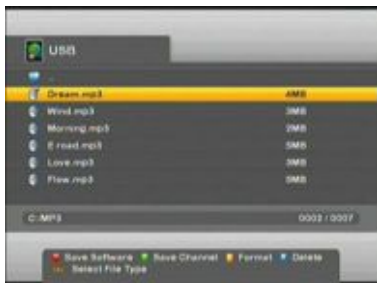 USB
..
Dream.mp3 4MB
Wind.mp3 3MB
Morning.mp3 2MB
E road.mp3 5MB
Love.mp3 3MB
Flow.mp3 5MB
C:/MP3 0002 / 0007
Save Software Save Channel Format Delete
Select File Type